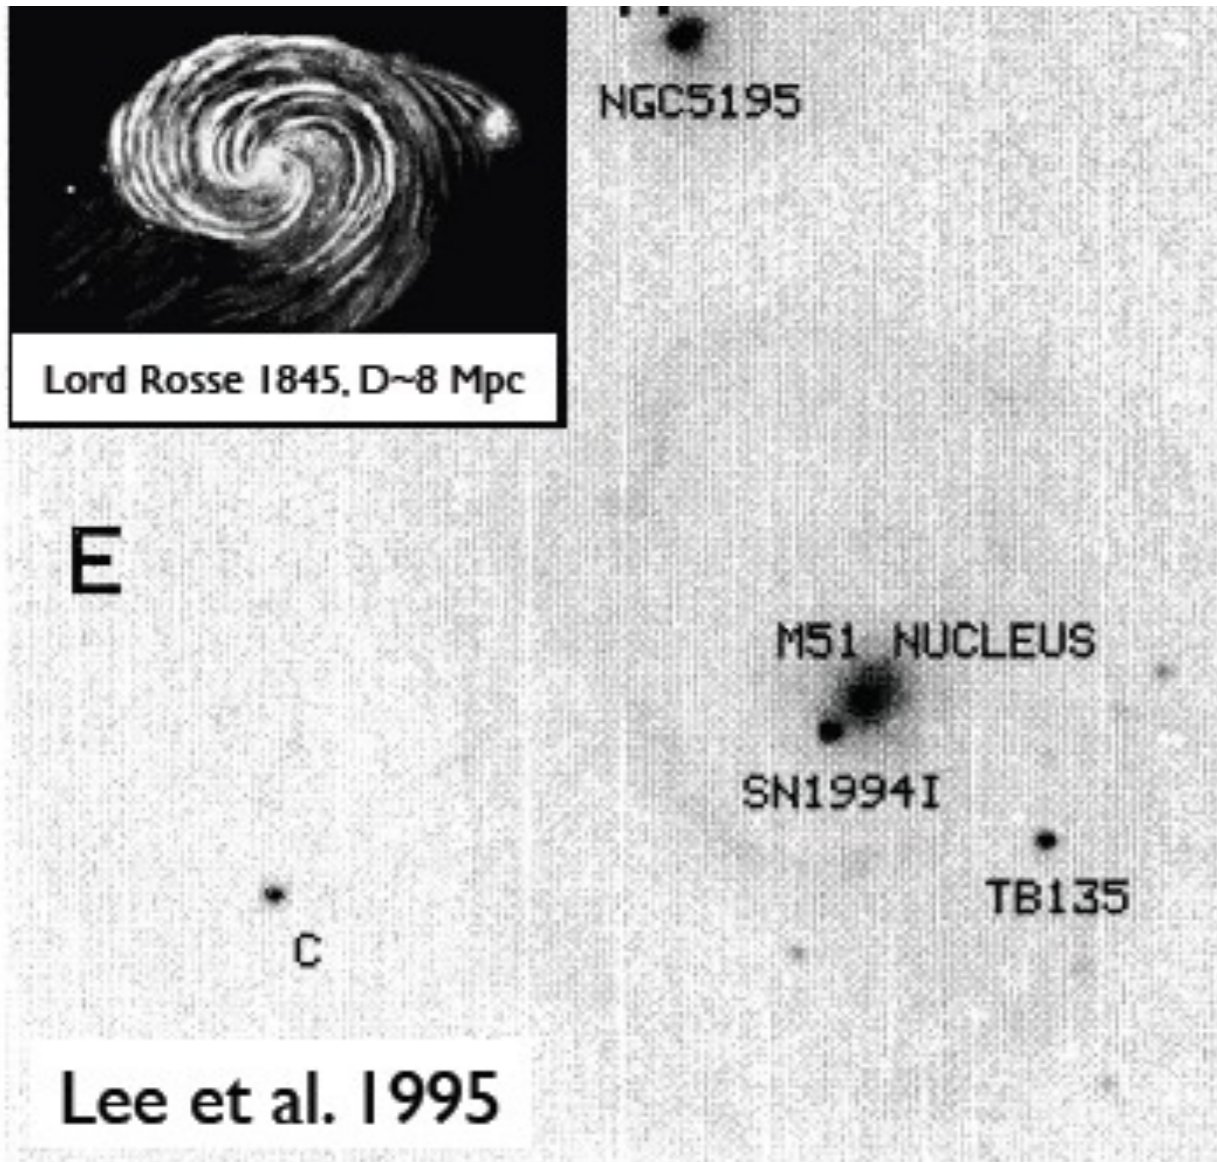 NGC5195
Lord Rosse 1845, D~8 Mpc
E
M51 NUCLEUS
SN1994I
TB135
C
Lee et al. 1995